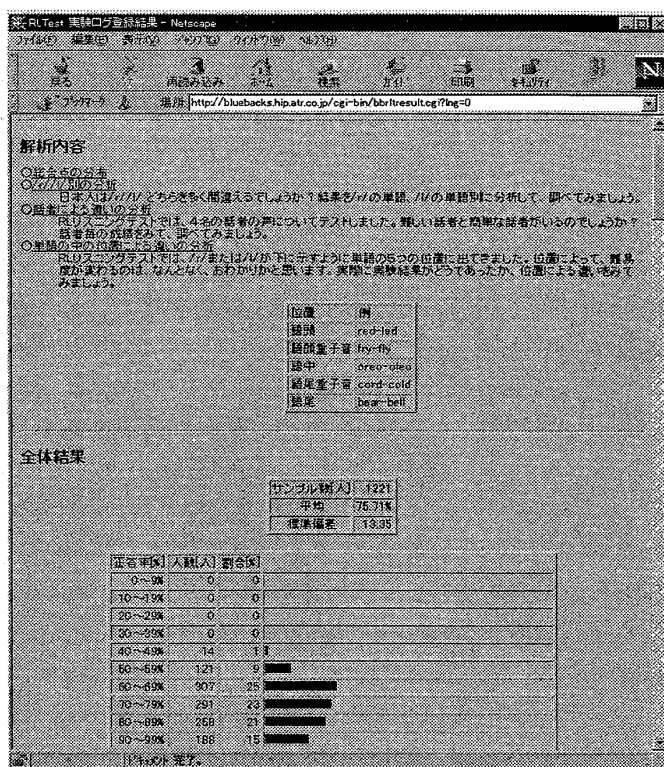 RLTest 実験ログ登録結果 - Netscape
ファイル(F) 編集(E) 表示(V) ジャンプ(G) ウィンドウ(W) ヘルプ(H)
戻る 再読み込み ホーム 検索 ガイド 印刷 セキュリティ N
ブックマーク 場所: http://bluebacks.hip.atr.co.jp/cgi-bin/bbrltresult.cgi?lng=0
解析内容
○総合点の分布
○/r//l/別の分析
日本人は/r//l/どちらを多く間違えるでしょうか?結果を/r/の単語、/l/の単語別に分析して、調べてみましょう。
○話者による違いの分析
RLリスニングテストでは、4名の話者の声についてテストしました。難しい話者と簡単な話者がいるのでしょうか?
話者毎の成績をみて、調べてみましょう。
○単語の中の位置による違いの分析
RLリスニングテストでは、/r/または/l/が下に示すように単語の5つの位置に出てきました。位置によって、難易
度が変わるのは、なんとなく、おわかりかと思います。実際に実験結果がどうであったか、位置による違いをみて
みましょう。
位置 例
語頭 red-led
語頭重子音 fry-fly
語中 oreo-oleo
語尾重子音 cord-cold
語尾 bear-bell
全体結果
サンプル数[人] 1221
平均 75.71%
標準偏差 13.35
正答率[%] 人数[人] 割合[%]
0~9% 0 0
10~19% 0 0
20~29% 0 0
30~39% 0 0
40~49% 14 1
50~59% 121 9
60~69% 307 25
70~79% 291 23
80~89% 258 21
90~99% 188 15
ドキュメント完了。